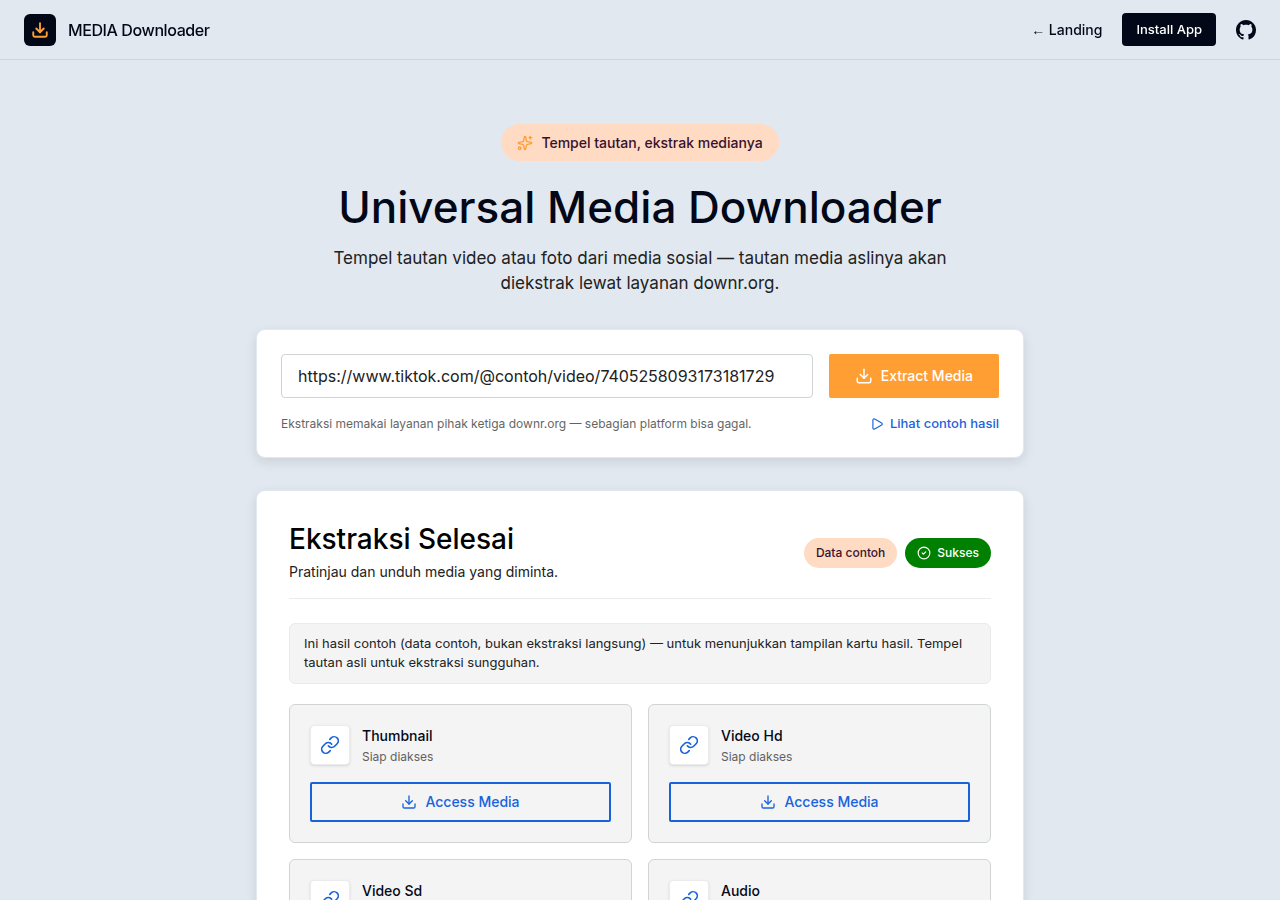 MEDIA Downloader
← Landing
Install App
Tempel tautan, ekstrak medianya
Universal Media Downloader
Tempel tautan video atau foto dari media sosial — tautan media aslinya akan
diekstrak lewat layanan downr.org.
https://www.tiktok.com/@contoh/video/7405258093173181729
Extract Media
Ekstraksi memakai layanan pihak ketiga downr.org — sebagian platform bisa gagal.
Lihat contoh hasil
Ekstraksi Selesai
Pratinjau dan unduh media yang diminta.
Data contoh
Sukses
Ini hasil contoh (data contoh, bukan ekstraksi langsung) — untuk menunjukkan tampilan kartu hasil. Tempel
tautan asli untuk ekstraksi sungguhan.
Thumbnail
Siap diakses
Access Media
Video Hd
Siap diakses
Access Media
Video Sd
Audio